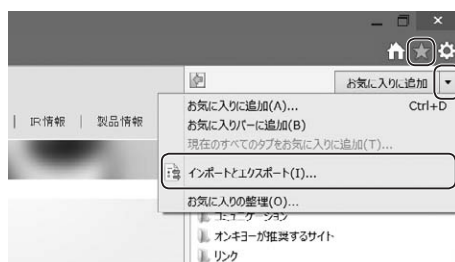 お気に入りに追加
お気に入りに追加(A)... Ctrl+D
お気に入りバーに追加(B)
現在のすべてのタブをお気に入りに追加(T)...
| IR情報 | 製品情報
インポートとエクスポート(I)...
お気に入りの整理(O)...
コミュニケーション
オンキヨーが推奨するサイト
リンク